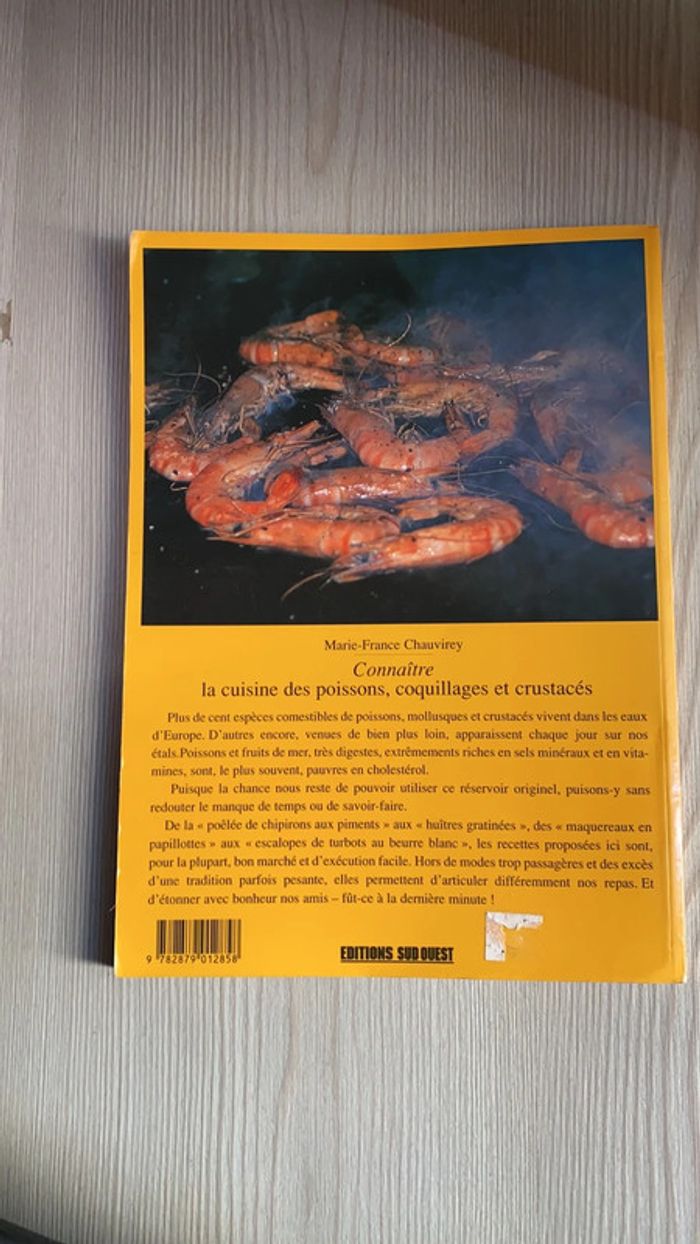 Marie-France Chauvirey
Connaître
la cuisine des poissons, coquillages et crustacés
Plus de cent espèces comestibles de poissons, mollusques et crustacés vivent dans les eaux
d'Europe. D'autres encore, venues de bien plus loin, apparaissent chaque jour sur nos
étals.Poissons et fruits de mer, très digestes, extrêmements riches en sels minéraux et en vita-
mines, sont, le plus souvent, pauvres en cholestérol.
Puisque la chance nous reste de pouvoir utiliser ce réservoir originel, puisons-y sans
redouter le manque de temps ou de savoir-faire.
De la « poêlée de chipirons aux piments » aux « huîtres gratinées », des « maquereaux en
papillottes » aux « escalopes de turbots au beurre blanc », les recettes proposées ici sont,
pour la plupart, bon marché et d'exécution facile. Hors de modes trop passagères et des excès
d'une tradition parfois pesante, elles permettent d'articuler différemment nos repas. Et
d'étonner avec bonheur nos amis – fût-ce à la dernière minute !
9 782879 012858
EDITIONS SUD OUEST